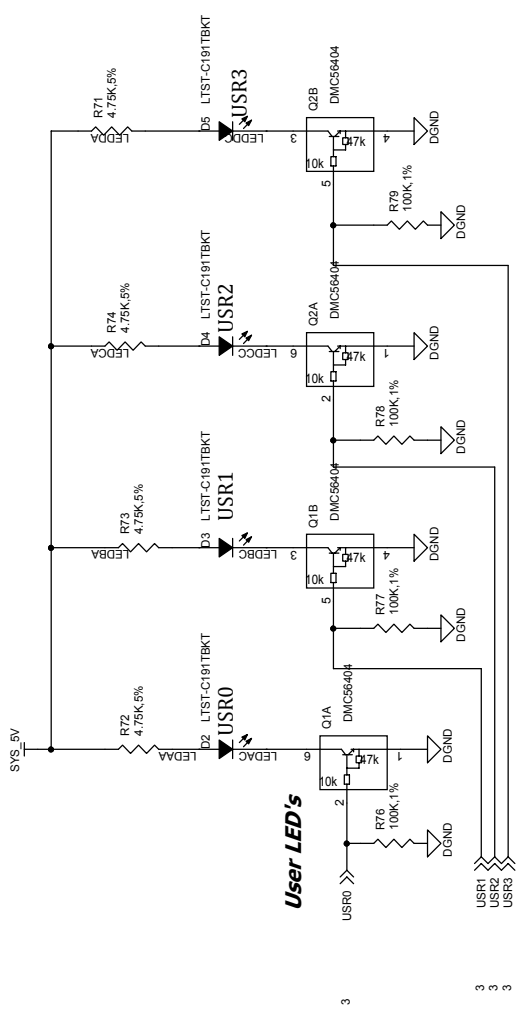 R71
4.75K,5%
LEDDA
D5
LTST-C191TBKT
USR3
LEDDC
3
Q2B
DMC56404
47k
10k
4
5
DGND
R79
100K,1%
DGND
R74
4.75K,5%
LEDCA
D4
LTST-C191TBKT
USR2
LEDCC
6
Q2A
DMC56404
47k
10k
1
2
DGND
R78
100K,1%
DGND
R73
4.75K,5%
LEDBA
D3
LTST-C191TBKT
USR1
LEDBC
3
Q1B
DMC56404
47k
10k
4
5
DGND
R77
100K,1%
DGND
SYS_5V
R72
4.75K,5%
LEDAA
D2
LTST-C191TBKT
USR0
LEDAC
6
Q1A
DMC56404
47k
10k
1
2
DGND
R76
100K,1%
DGND
User LED's
USR0
USR1
USR2
USR3
3
3
3
3